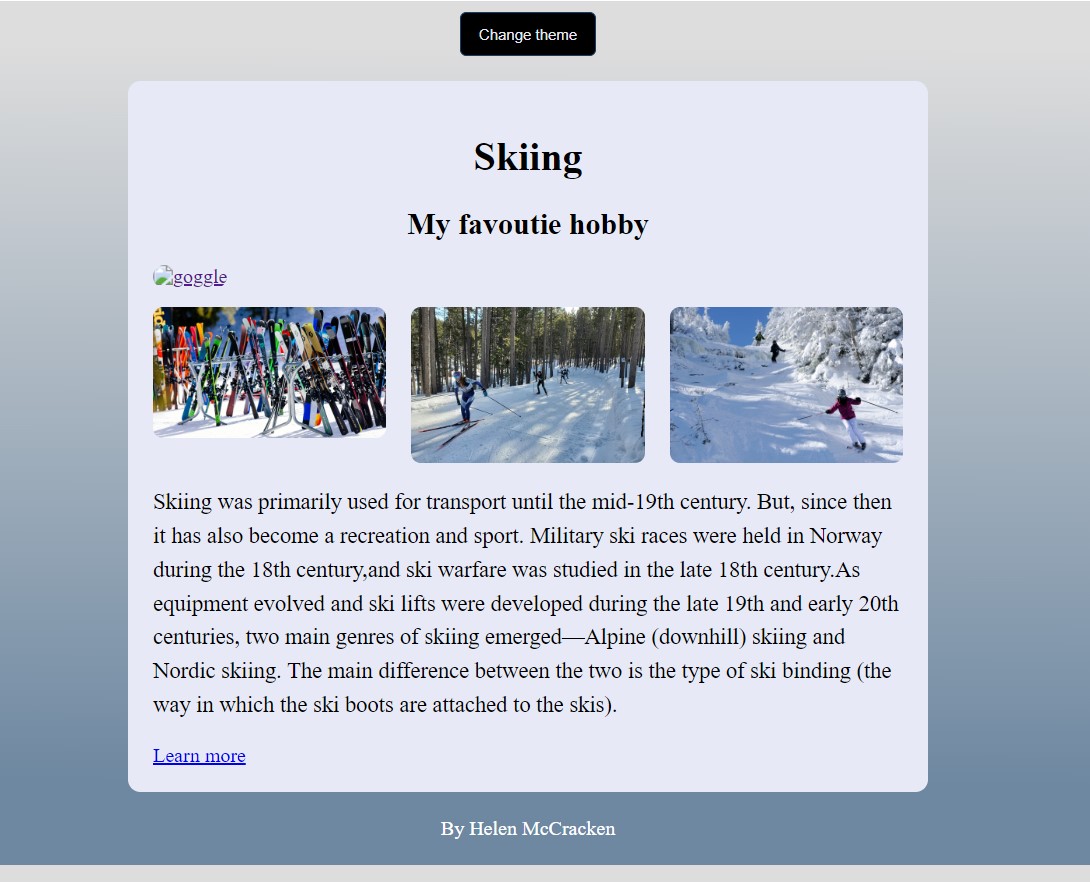 Change theme
Skiing
My favoutie hobby
goggle
Skiing was primarily used for transport until the mid-19th century. But, since then
it has also become a recreation and sport. Military ski races were held in Norway
during the 18th century,and ski warfare was studied in the late 18th century.As
equipment evolved and ski lifts were developed during the late 19th and early 20th
centuries, two main genres of skiing emerged—Alpine (downhill) skiing and
Nordic skiing. The main difference between the two is the type of ski binding (the
way in which the ski boots are attached to the skis).
Learn more
By Helen McCracken